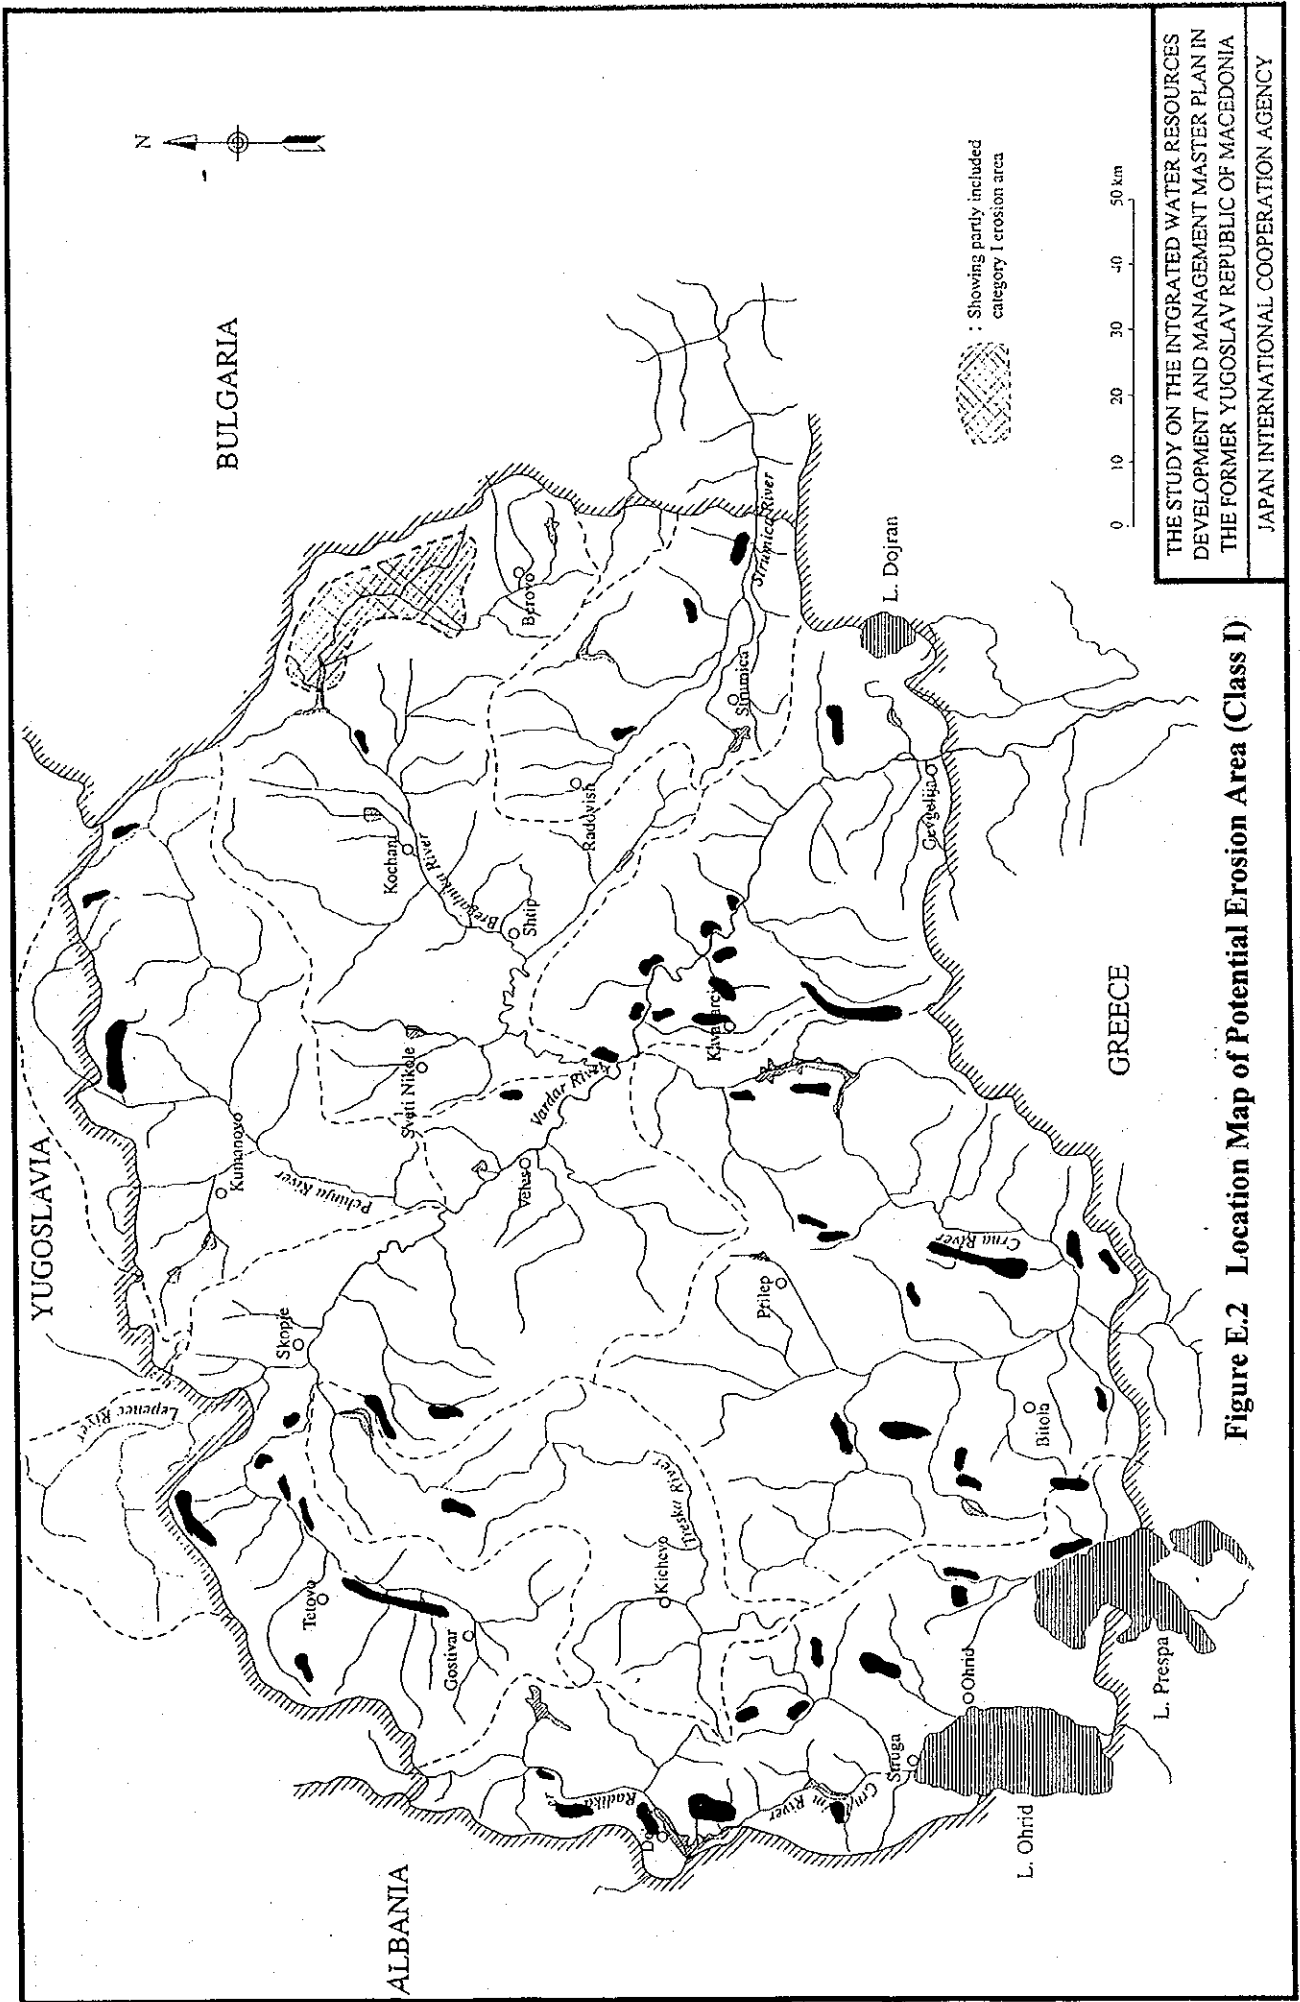 N
YUGOSLAVIA
BULGARIA
ALBANIA
GREECE
Lepenec River
Skopje
Kumanovo
Pchinja River
Tetovo
Gostivar
Sveti Nikole
Kochani
Bregalnika River
Shtip
Berovo
Veles
Vardar River
Radovish
Strumica
Strumica River
Kichevo
Treska River
Prilep
Radika
Crn
River
Struga
Ohrid
Bitola
Crna River
Gevgelija
L. Dojran
L. Ohrid
L. Prespa
: Showing partly included
category I erosion area
0 10 20 30 40 50 km
Figure E.2 Location Map of Potential Erosion Area (Class I)
THE STUDY ON THE INTGRATED WATER RESOURCES
DEVELOPMENT AND MANAGEMENT MASTER PLAN IN
THE FORMER YUGOSLAV REPUBLIC OF MACEDONIA
JAPAN INTERNATIONAL COOPERATION AGENCY